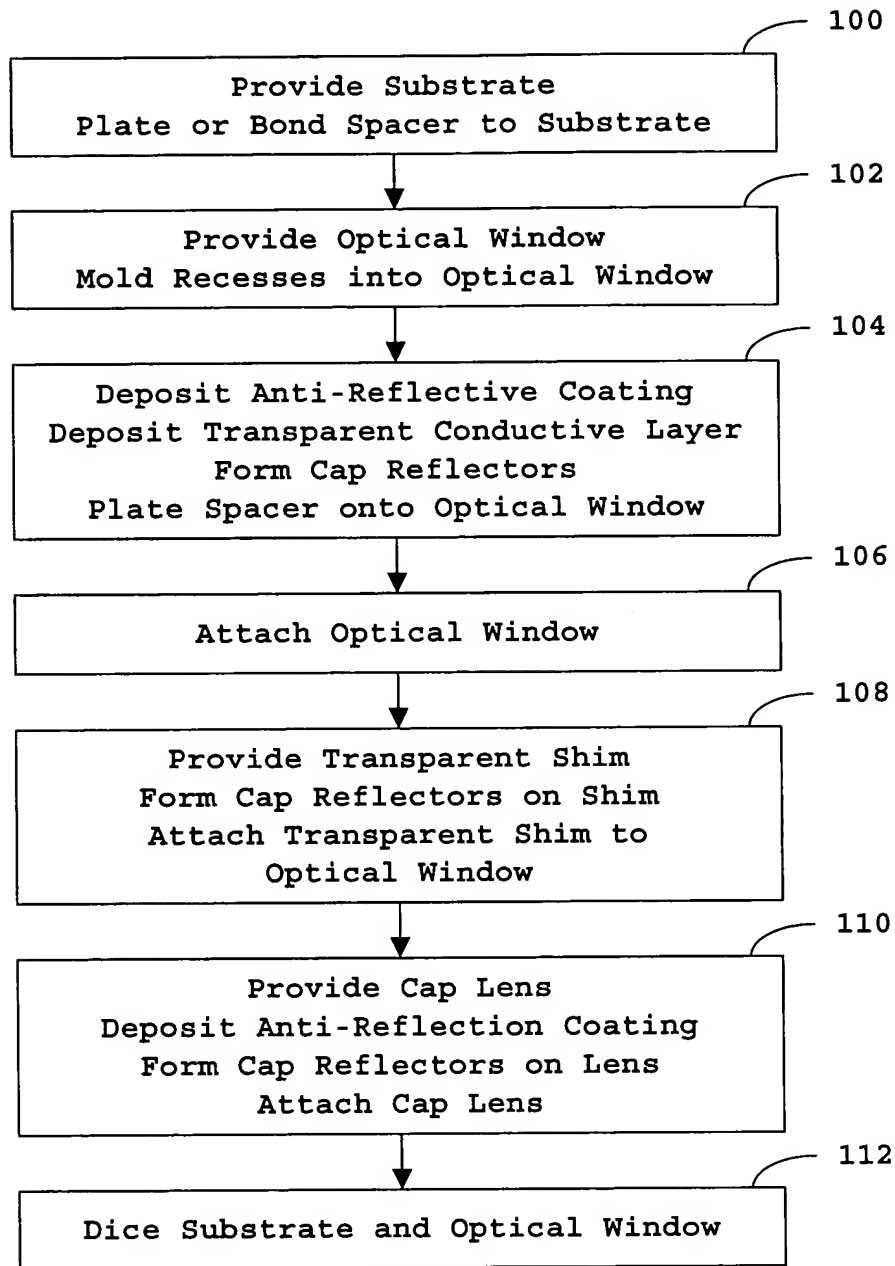 100
Provide Substrate
Plate or Bond Spacer to Substrate
102
Provide Optical Window
Mold Recesses into Optical Window
104
Deposit Anti-Reflective Coating
Deposit Transparent Conductive Layer
Form Cap Reflectors
Plate Spacer onto Optical Window
106
Attach Optical Window
108
Provide Transparent Shim
Form Cap Reflectors on Shim
Attach Transparent Shim to
Optical Window
110
Provide Cap Lens
Deposit Anti-Reflection Coating
Form Cap Reflectors on Lens
Attach Cap Lens
112
Dice Substrate and Optical Window